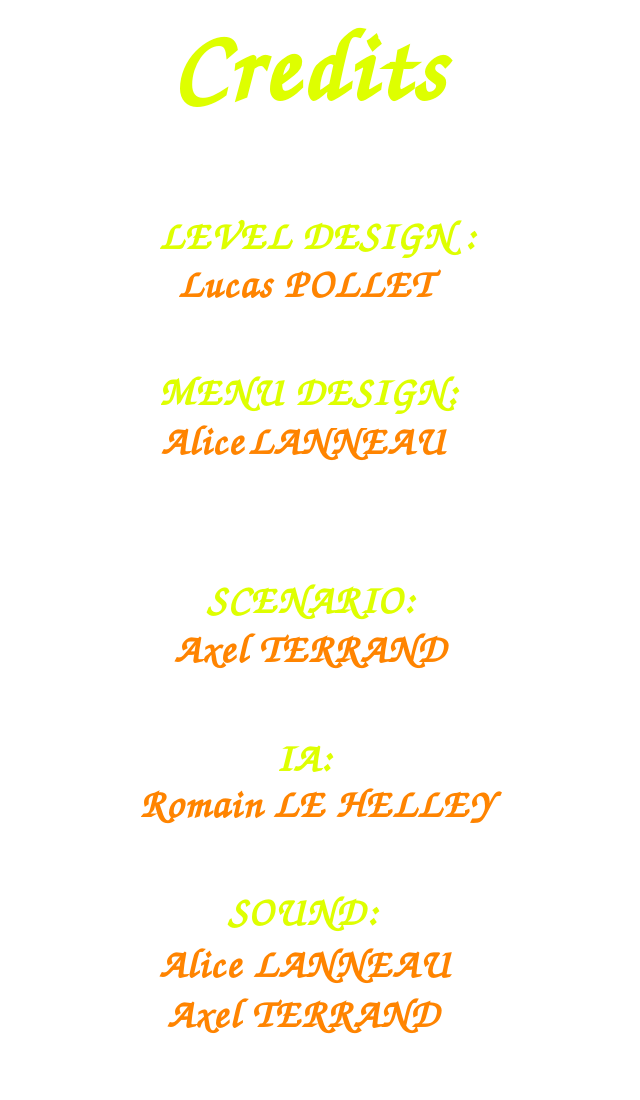 Credits
LEVEL DESIGN :
Lucas POLLET
MENU DESIGN:
Alice LANNEAU
SCENARIO:
Axel TERRAND
IA:
Romain LE HELLEY
SOUND:
Alice LANNEAU
Axel TERRAND